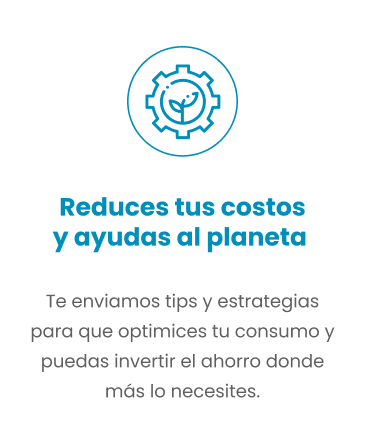 Reduces tus costos
y ayudas al planeta
Te enviamos tips y estrategias
para que optimices tu consumo y
puedas invertir el ahorro donde
más lo necesites.